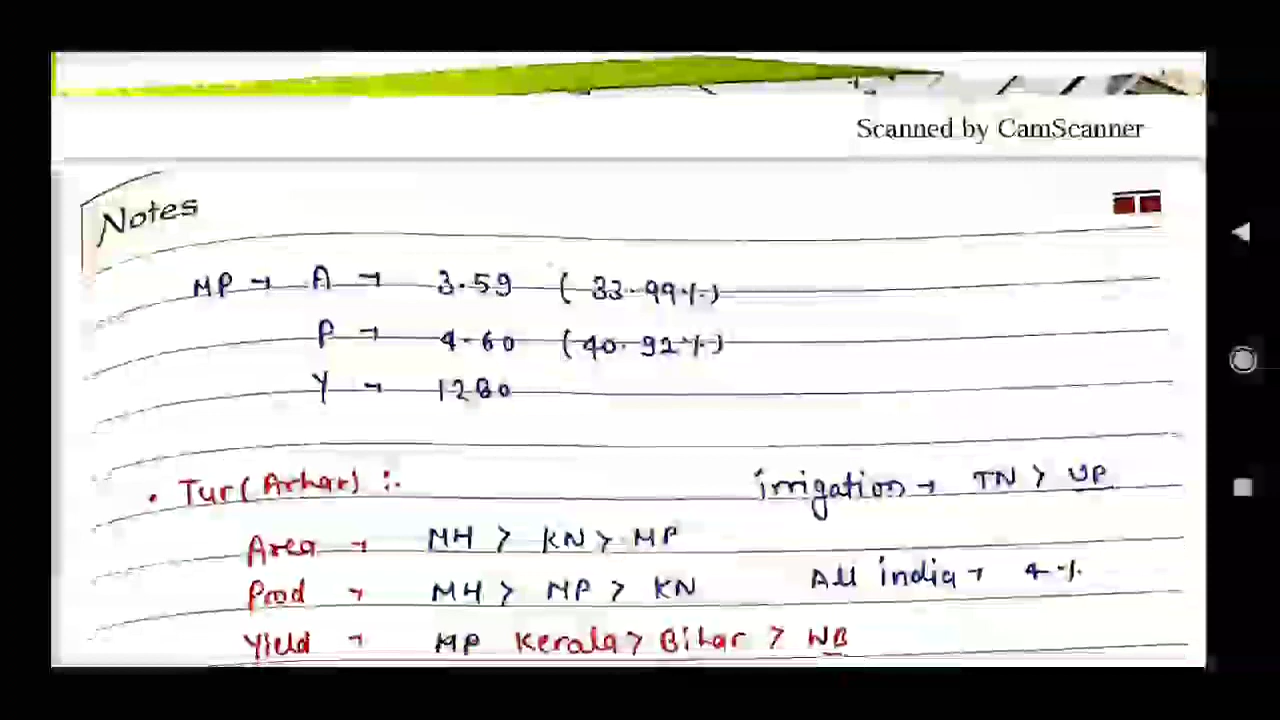 Scanned by CamScanner
Notes
MP → A → 3.59 (33.99%)
P → 4.60 (40.92%)
Y → 1280
• Tur (Arhar) :. irrigation → TN > UP
Area → MH > KN > MP
Prod → MH > MP > KN All india → 4%
Yield → MP Kerala > Bihar > WB